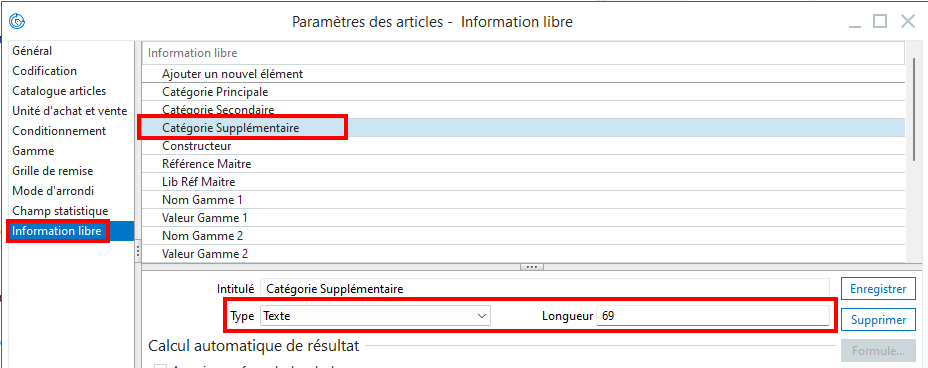 Paramètres des articles - Information libre
Général
Codification
Catalogue articles
Unité d'achat et vente
Conditionnement
Gamme
Grille de remise
Mode d'arrondi
Champ statistique
Information libre
Information libre
Ajouter un nouvel élément
Catégorie Principale
Catégorie Secondaire
Catégorie Supplémentaire
Constructeur
Référence Maitre
Lib Réf Maitre
Nom Gamme 1
Valeur Gamme 1
Nom Gamme 2
Valeur Gamme 2
Intitulé Catégorie Supplémentaire Enregistrer
Type Texte Longueur 69 Supprimer
Calcul automatique de résultat Formule...